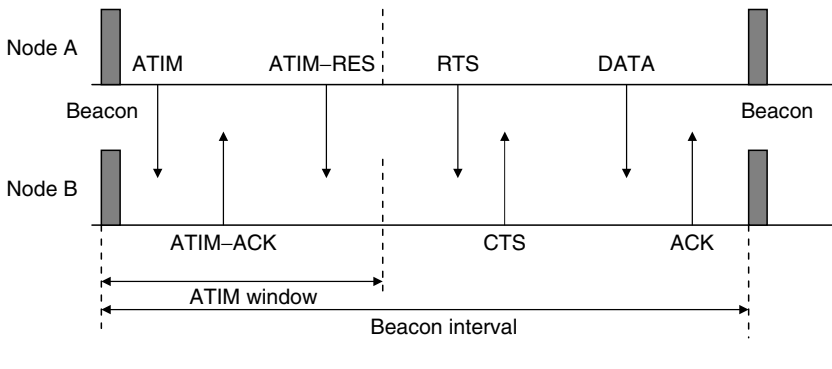 Node A
ATIM
ATIM–RES
RTS
DATA
Beacon
Beacon
Node B
ATIM–ACK
CTS
ACK
ATIM window
Beacon interval